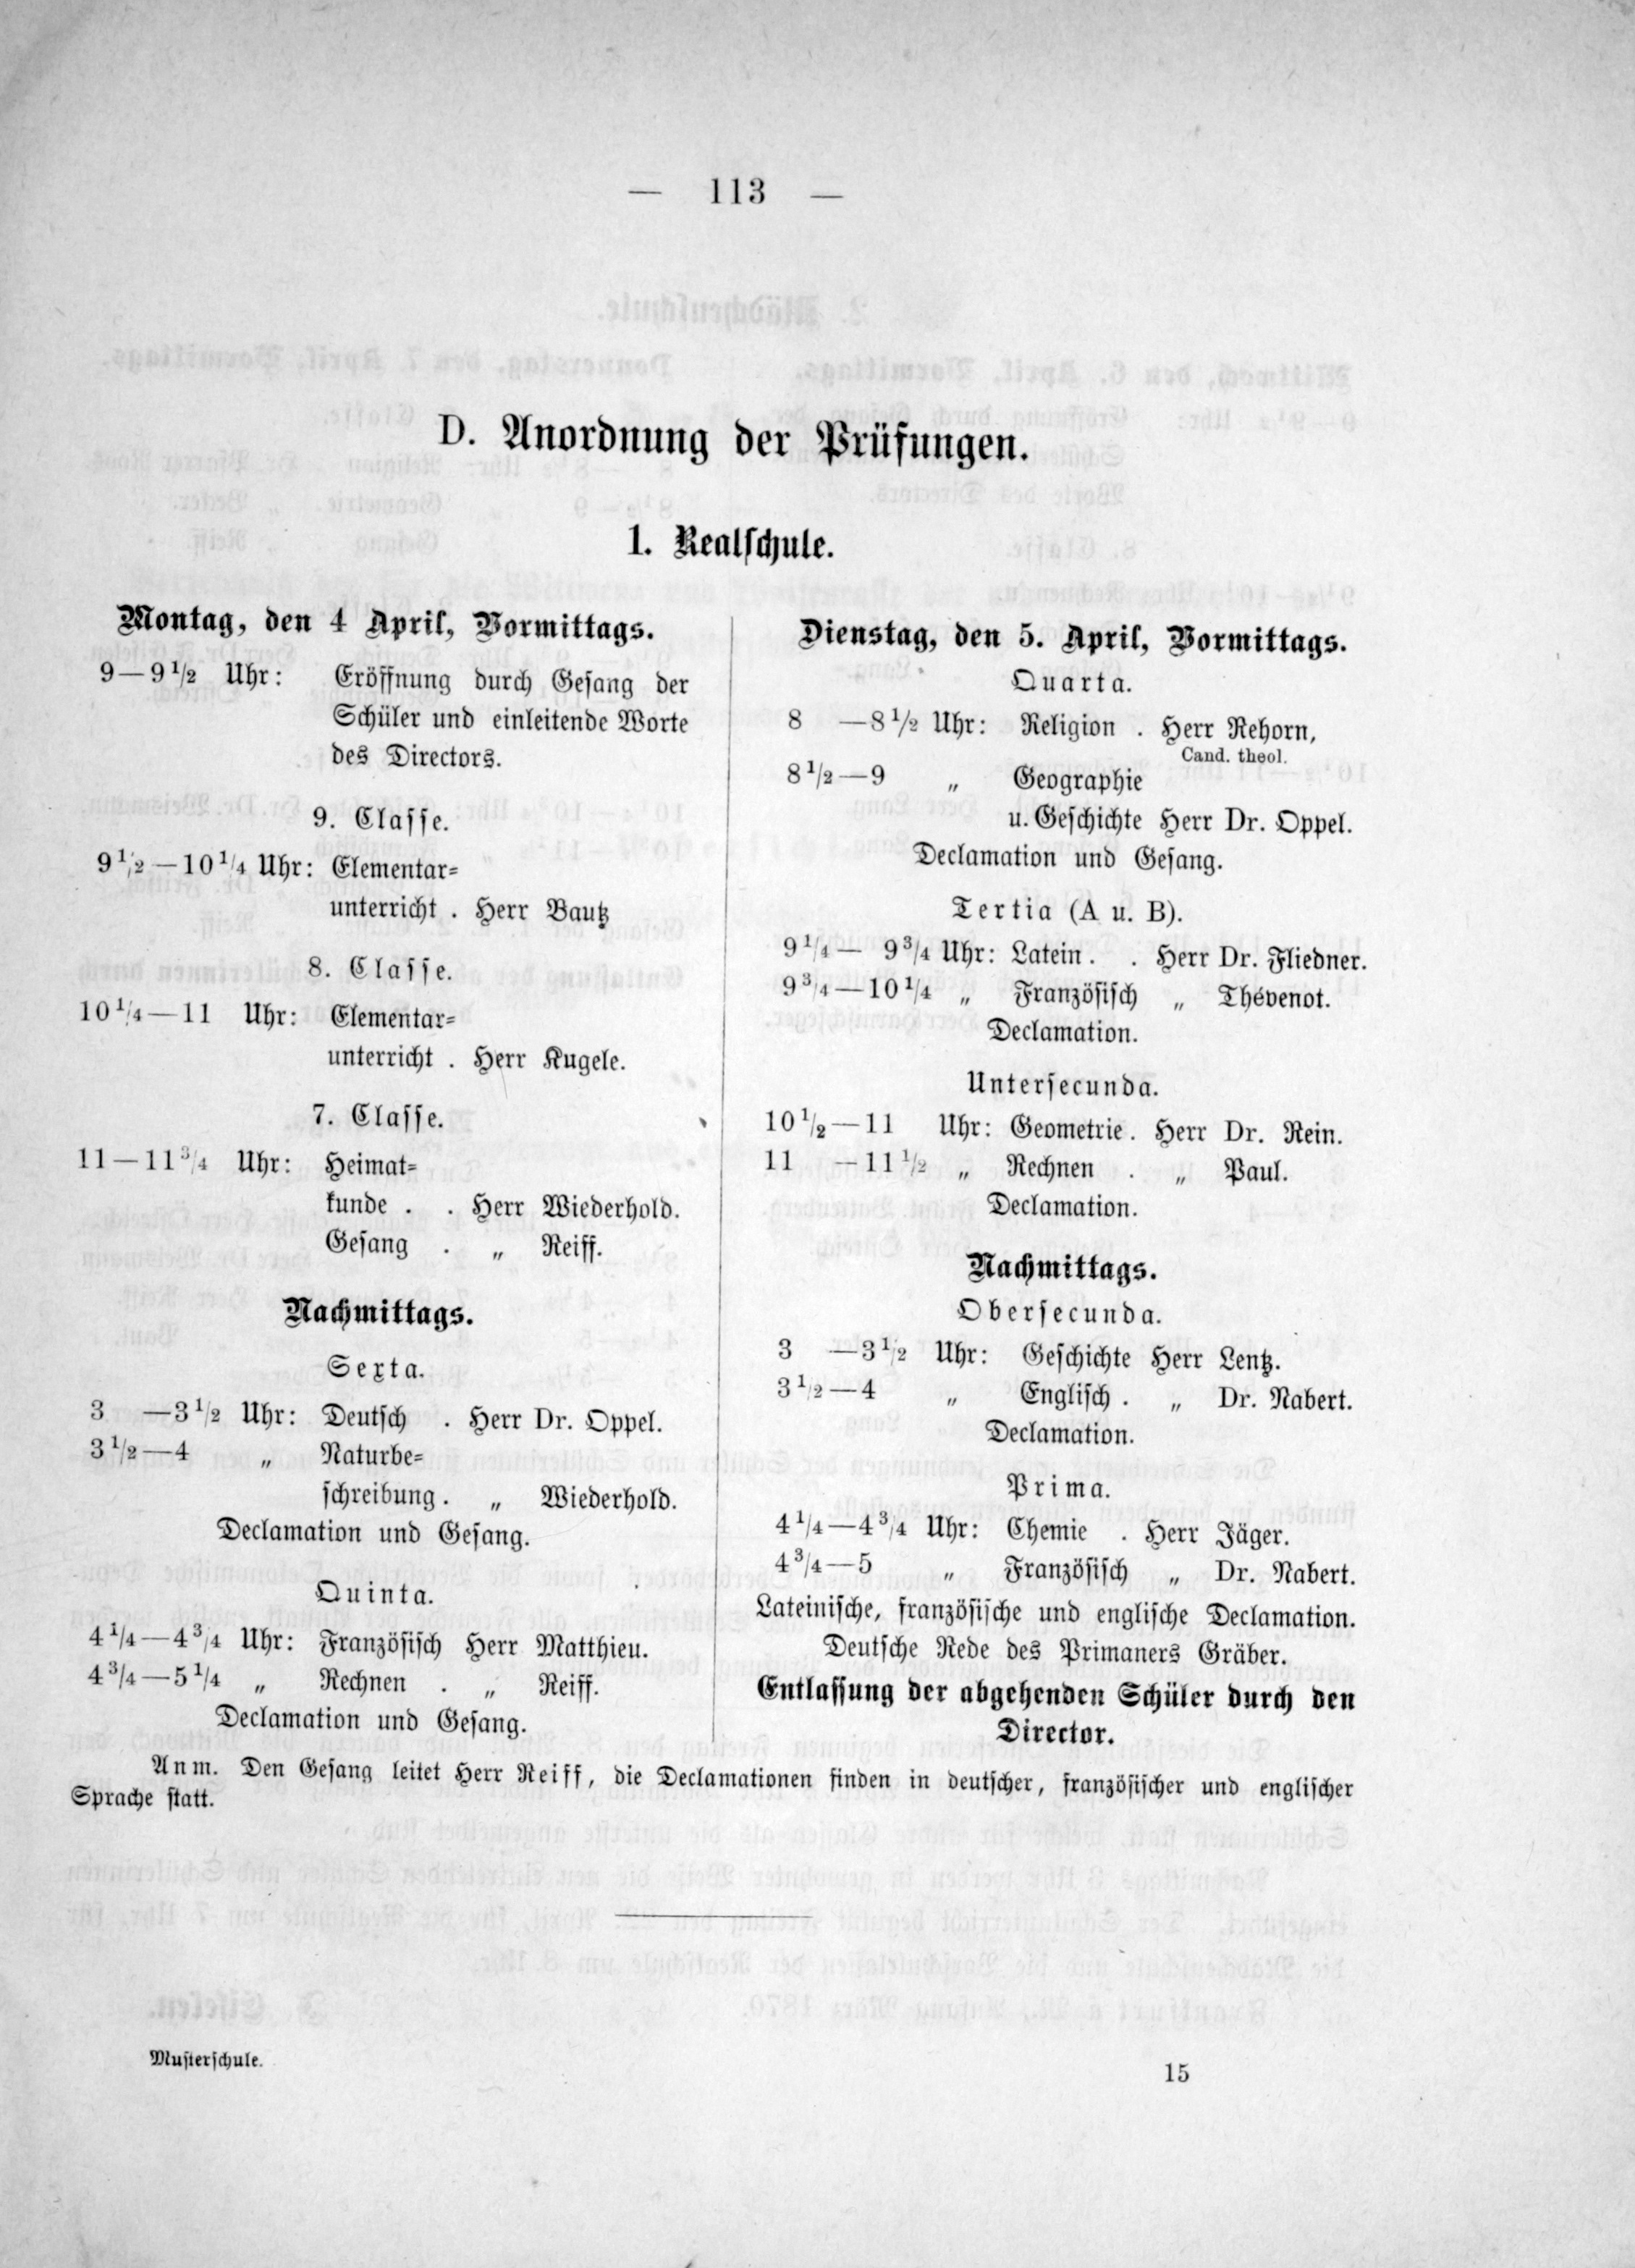 — 113 —
D. Anordnung der Prüfungen.
1. Realschule.
Montag, den 4 April, Vormittags.
9—9 1/2 Uhr: Eröffnung durch Gesang der
Schüler und einleitende Worte
des Directors.
9. Classe.
9 1/2—10 1/4 Uhr: Elementar=
unterricht . Herr Bautz
8. Classe.
10 1/4—11 Uhr: Elementar=
unterricht . Herr Kugele.
7. Classe.
11—11 3/4 Uhr: Heimat=
kunde . . Herr Wiederhold.
Gesang . „ Reiff.
Nachmittags.
Sexta.
3 —3 1/2 Uhr: Deutsch . Herr Dr. Oppel.
3 1/2—4 „ Naturbe=
schreibung . „ Wiederhold.
Declamation und Gesang.
Quinta.
4 1/4—4 3/4 Uhr: Französisch Herr Matthieu.
4 3/4—5 1/4 „ Rechnen . „ Reiff.
Declamation und Gesang.
Dienstag, den 5. April, Vormittags.
Quarta.
8 —8 1/2 Uhr: Religion . Herr Rehorn,
Cand. theol.
8 1/2—9 „ Geographie
u. Geschichte Herr Dr. Oppel.
Declamation und Gesang.
Tertia (A u. B).
9 1/4— 9 3/4 Uhr: Latein . . Herr Dr. Fliedner.
9 3/4—10 1/4 „ Französisch „ Thévenot.
Declamation.
Untersecunda.
10 1/2—11 Uhr: Geometrie . Herr Dr. Rein.
11 —11 1/2 „ Rechnen . „ Paul.
Declamation.
Nachmittags.
Obersecunda.
3 —3 1/2 Uhr: Geschichte Herr Lentz.
3 1/2—4 „ Englisch . „ Dr. Nabert.
Declamation.
Prima.
4 1/4—4 3/4 Uhr: Chemie . Herr Jäger.
4 3/4—5 „ Französisch „ Dr. Nabert.
Lateinische, französische und englische Declamation.
Deutsche Rede des Primaners Gräber.
Entlassung der abgehenden Schüler durch den
Director.
Anm. Den Gesang leitet Herr Reiff, die Declamationen finden in deutscher, französischer und englischer
Sprache statt.
Musterschule.
15